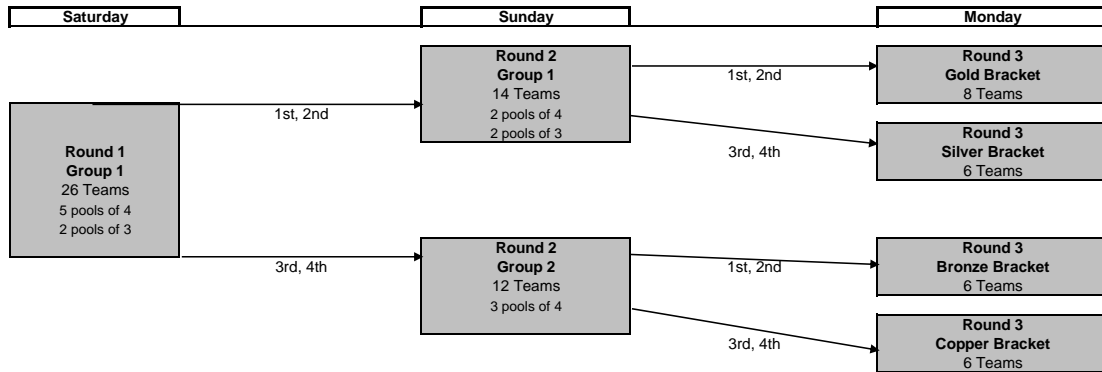 Saturday
Sunday
Monday
Round 1
Group 1
26 Teams
5 pools of 4
2 pools of 3
1st, 2nd
3rd, 4th
Round 2
Group 1
14 Teams
2 pools of 4
2 pools of 3
Round 2
Group 2
12 Teams
3 pools of 4
1st, 2nd
3rd, 4th
1st, 2nd
3rd, 4th
Round 3
Gold Bracket
8 Teams
Round 3
Silver Bracket
6 Teams
Round 3
Bronze Bracket
6 Teams
Round 3
Copper Bracket
6 Teams